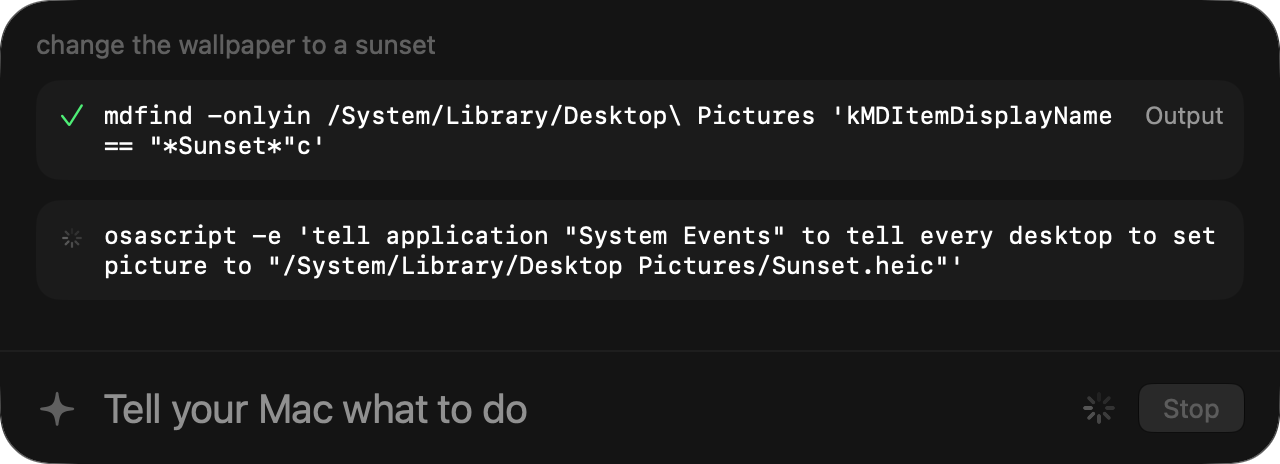 change the wallpaper to a sunset
mdfind -onlyin /System/Library/Desktop\ Pictures 'kMDItemDisplayName
Output
== "*Sunset*"c'
osascript -e 'tell application "System Events" to tell every desktop to set
picture to "/System/Library/Desktop Pictures/Sunset.heic"'
Tell your Mac what to do
Stop